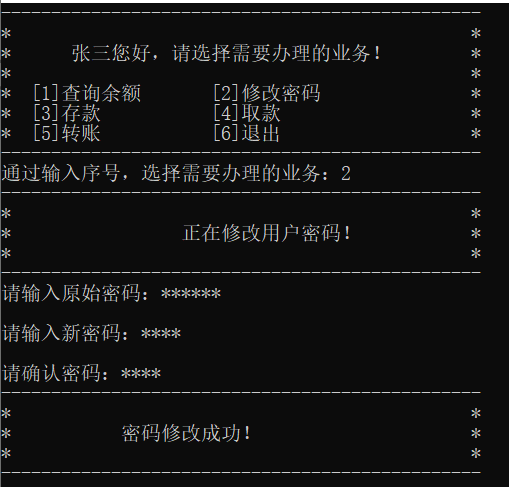 ------------------------------------------------
*                                              *
*      张三您好，请选择需要办理的业务！         *
*                                              *
*  [1]查询余额       [2]修改密码               *
*  [3]存款           [4]取款                   *
*  [5]转账           [6]退出                   *
------------------------------------------------
通过输入序号，选择需要办理的业务：2
------------------------------------------------
*                                              *
*                 正在修改用户密码！            *
*                                              *
------------------------------------------------
请输入原始密码：******
请输入新密码：****
请确认密码：****
------------------------------------------------
*                                              *
*           密码修改成功！                      *
*                                              *
------------------------------------------------